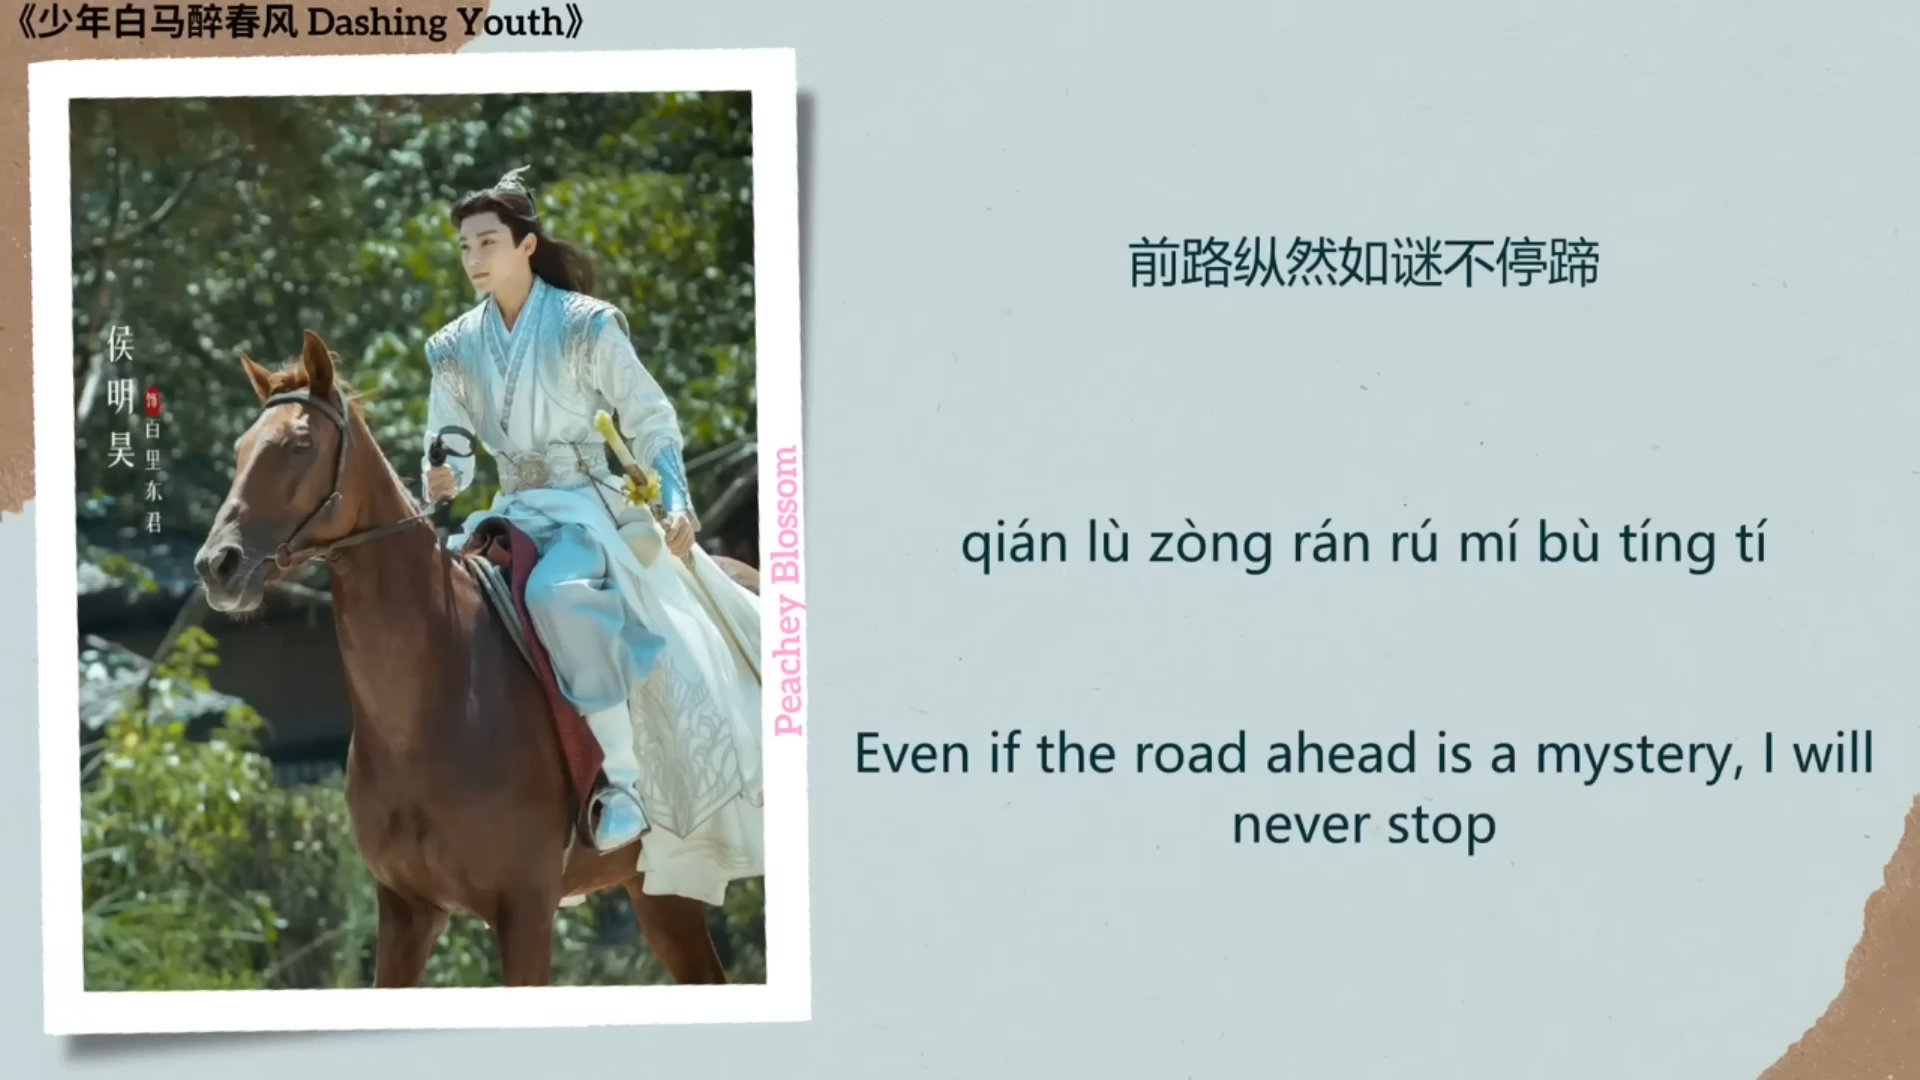 《少年白马醉春风 Dashing Youth》
侯明昊
饰
百里东君
Peachey Blossom
前路纵然如谜不停蹄
qián lù zòng rán rú mí bù tíng tí
Even if the road ahead is a mystery, I will
never stop